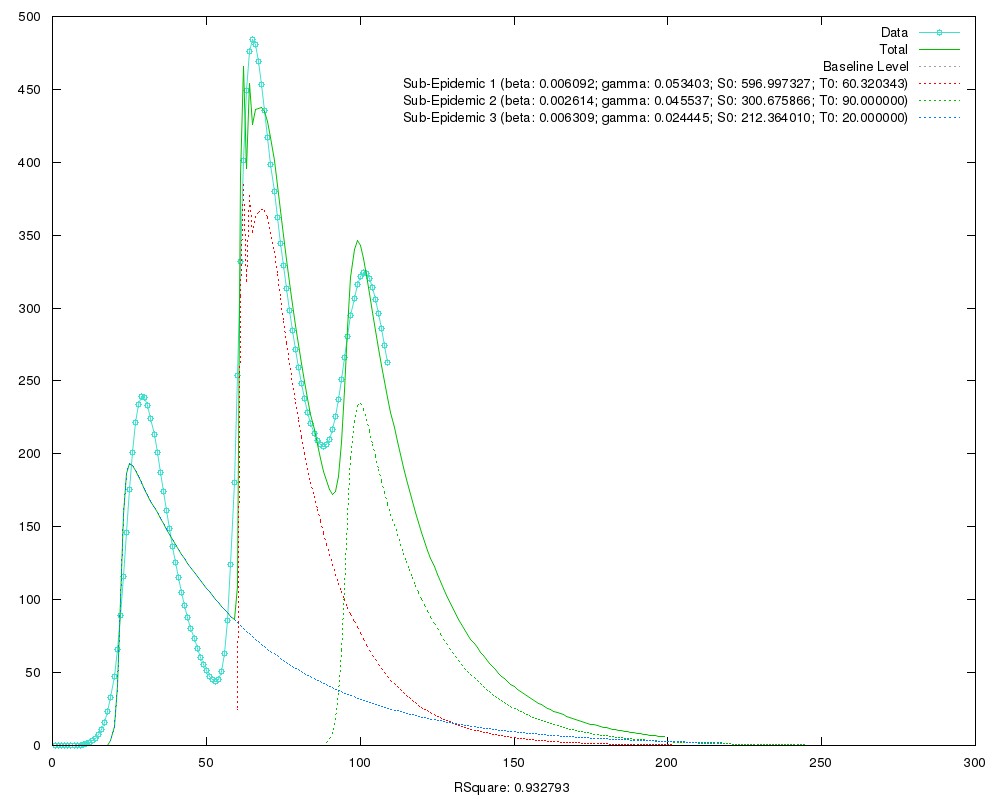 500
450
400
350
300
250
200
150
100
50
0
Data
Total
Baseline Level
Sub-Epidemic 1 (beta: 0.006092; gamma: 0.053403; S0: 596.997327; T0: 60.320343)
Sub-Epidemic 2 (beta: 0.002614; gamma: 0.045537; S0: 300.675866; T0: 90.000000)
Sub-Epidemic 3 (beta: 0.006309; gamma: 0.024445; S0: 212.364010; T0: 20.000000)
0 50 100 150 200 250 300
RSquare: 0.932793